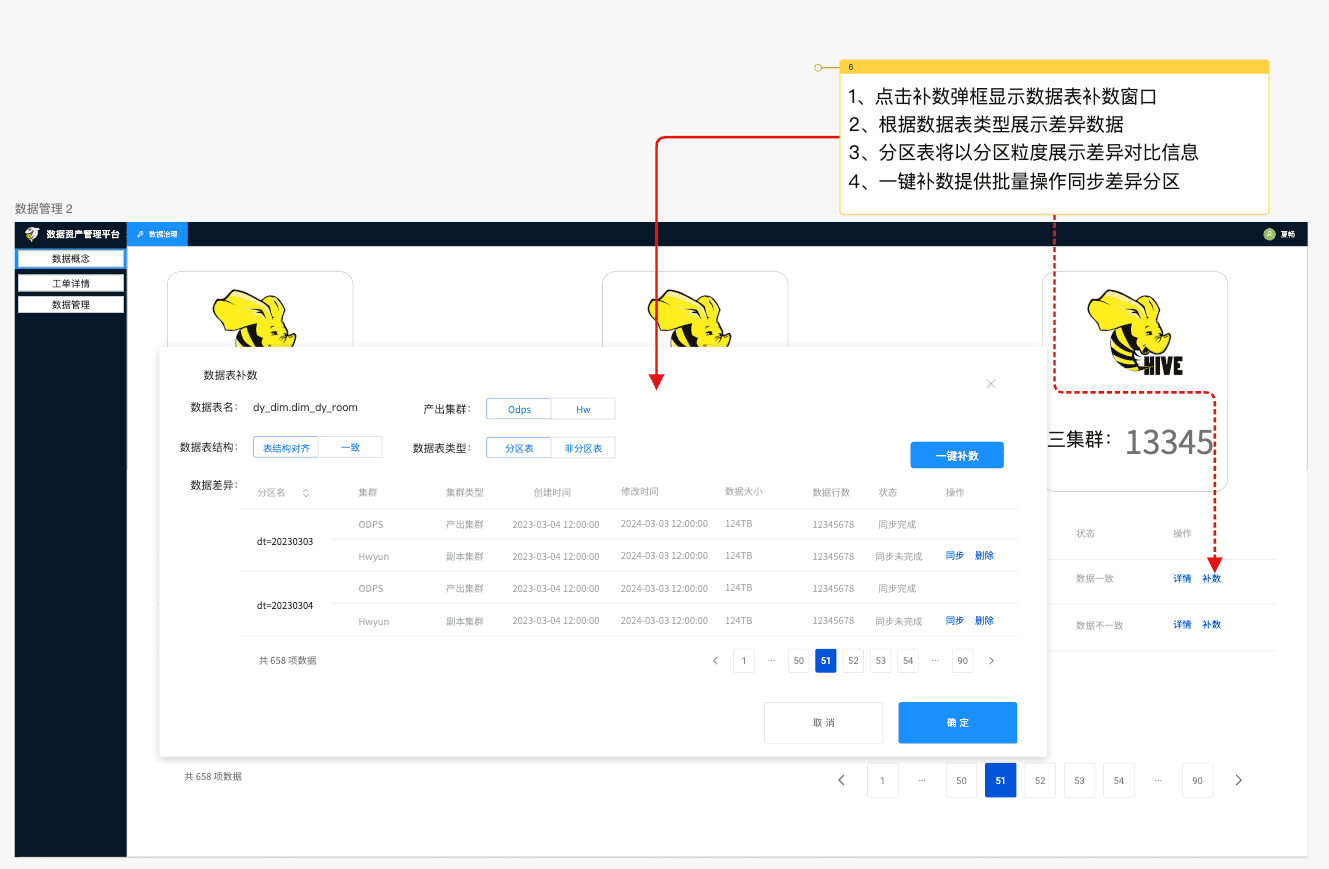 6
1、点击补数弹框显示数据表补数窗口
2、根据数据表类型展示差异数据
3、分区表将以分区粒度展示差异对比信息
4、一键补数提供批量操作同步差异分区
数据管理 2
数据资产管理平台 数据治理 夏畅
数据概念
工单详情
数据管理
HIVE
数据表补数
数据表名： dy_dim.dim_dy_room 产出集群： Odps Hw
数据表结构： 表结构对齐 一致 数据表类型： 分区表 非分区表
三集群： 13345
一键补数
数据差异：
分区名 集群 集群类型 创建时间 修改时间 数据大小 数据行数 状态 操作
ODPS 产出集群 2023-03-04 12:00:00 2024-03-03 12:00:00 124TB 12345678 同步完成
dt=20230303
Hwyun 副本集群 2023-03-04 12:00:00 2024-03-03 12:00:00 124TB 12345678 同步未完成 同步 删除
ODPS 产出集群 2023-03-04 12:00:00 2024-03-03 12:00:00 124TB 12345678 同步完成
dt=20230304
Hwyun 副本集群 2023-03-04 12:00:00 2024-03-03 12:00:00 124TB 12345678 同步未完成 同步 删除
状态 操作
数据一致 详情 补数
数据不一致 详情 补数
共 658 项数据 1 ··· 50 51 52 53 54 ··· 90
取 消 确 定
共 658 项数据 1 ··· 50 51 52 53 54 ··· 90